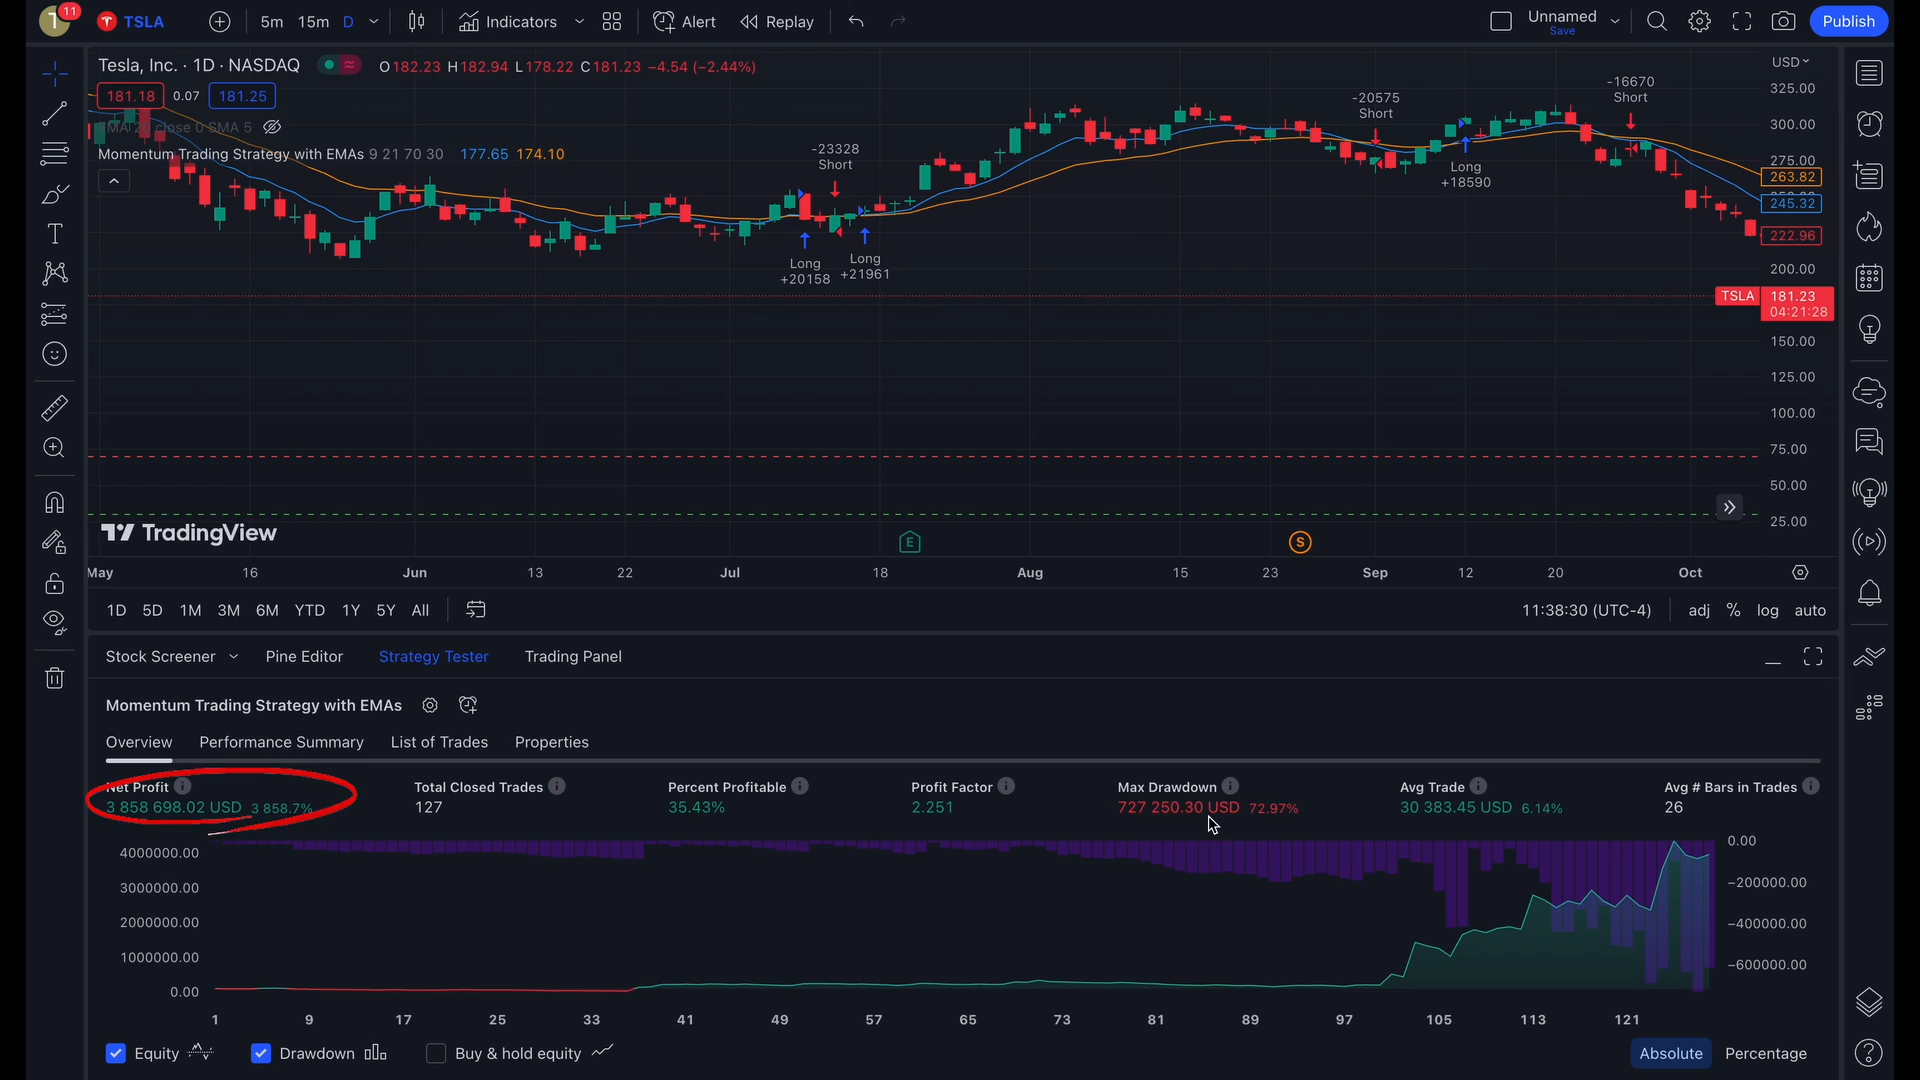 T 11 TSLA 5m 15m D Indicators Alert Replay Unnamed Save Publish
Tesla, Inc. · 1D · NASDAQ O182.23 H182.94 L178.22 C181.23 −4.54 (−2.44%)
USD
181.18 0.07 181.25
EMA 20 close 0 SMA 5
Momentum Trading Strategy with EMAs 9 21 70 30 177.65 174.10
-23328
Short
-20575
Short
-16670
Short
Long
+20158
Long
+21961
Long
+18590
325.00
300.00
275.00
263.82
245.32
222.96
200.00
TSLA 181.23
04:21:28
150.00
125.00
100.00
75.00
50.00
25.00
TradingView
E S
May 16 Jun 13 22 Jul 18 Aug 15 23 Sep 12 20 Oct
1D 5D 1M 3M 6M YTD 1Y 5Y All 11:38:30 (UTC-4) adj % log auto
Stock Screener Pine Editor Strategy Tester Trading Panel
Momentum Trading Strategy with EMAs
Overview Performance Summary List of Trades Properties
Net Profit Total Closed Trades Percent Profitable Profit Factor Max Drawdown Avg Trade Avg # Bars in Trades
3 858 698.02 USD 3 858.7% 127 35.43% 2.251 727 250.30 USD 72.97% 30 383.45 USD 6.14% 26
4000000.00
3000000.00
2000000.00
1000000.00
0.00
0.00
−200000.00
−400000.00
−600000.00
1 9 17 25 33 41 49 57 65 73 81 89 97 105 113 121
Equity Drawdown Buy & hold equity Absolute Percentage